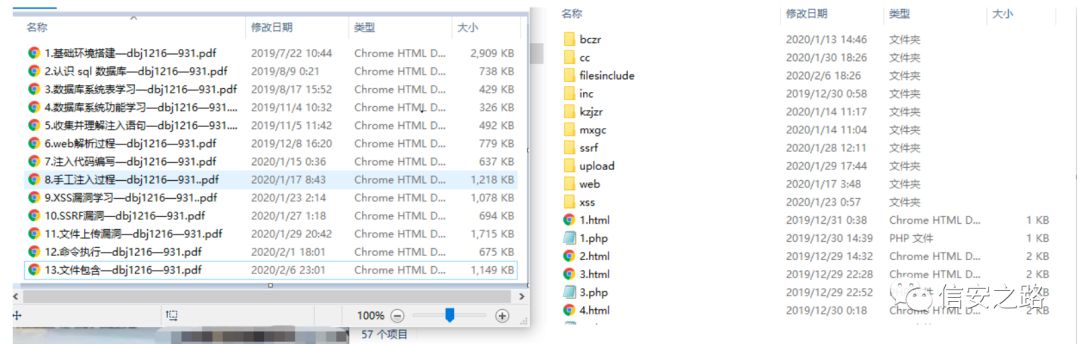 名称 修改日期 类型 大小
1.基础环境搭建—dbj1216—931.pdf 2019/7/22 10:44 Chrome HTML D... 2,909 KB
2.认识 sql 数据库—dbj1216—931.pdf 2019/8/9 0:21 Chrome HTML D... 738 KB
3.数据库系统表学习—dbj1216—931.pdf 2019/8/17 15:52 Chrome HTML D... 429 KB
4.数据库系统功能学习—dbj1216—931.... 2019/11/4 10:32 Chrome HTML D... 326 KB
5.收集并理解注入语句—dbj1216—931.... 2019/11/5 11:42 Chrome HTML D... 492 KB
6.web解析过程—dbj1216—931.pdf 2019/12/8 16:20 Chrome HTML D... 779 KB
7.注入代码编写—dbj1216—931.pdf 2020/1/15 0:36 Chrome HTML D... 637 KB
8.手工注入过程—dbj1216—931..pdf 2020/1/17 8:43 Chrome HTML D... 1,218 KB
9.XSS漏洞学习—dbj1216—931.pdf 2020/1/23 2:14 Chrome HTML D... 1,078 KB
10.SSRF漏洞—dbj1216—931.pdf 2020/1/27 1:18 Chrome HTML D... 694 KB
11.文件上传漏洞—dbj1216—931.pdf 2020/1/29 20:42 Chrome HTML D... 1,715 KB
12.命令执行—dbj1216—931.pdf 2020/2/1 18:01 Chrome HTML D... 675 KB
13.文件包含—dbj1216—931.pdf 2020/2/6 23:01 Chrome HTML D... 1,149 KB
100%
57 个项目
名称 修改日期 类型 大小
bczr 2020/1/13 14:46 文件夹
cc 2020/1/30 18:26 文件夹
filesinclude 2020/2/6 18:26 文件夹
inc 2019/12/30 0:58 文件夹
kzjzr 2020/1/14 11:17 文件夹
mxgc 2020/1/14 11:04 文件夹
ssrf 2020/1/28 12:11 文件夹
upload 2020/1/29 17:44 文件夹
web 2020/1/17 3:48 文件夹
xss 2020/1/23 0:57 文件夹
1.html 2019/12/31 0:38 Chrome HTML D... 1 KB
1.php 2019/12/30 14:39 PHP 文件 1 KB
2.html 2019/12/29 14:32 Chrome HTML D... 2 KB
3.html 2019/12/29 22:28 Chrome HTML D... 2 KB
3.php 2019/12/29 22:52
4.html 2019/12/30 0:18 Chrome HTML D... 2 KB
信安之路